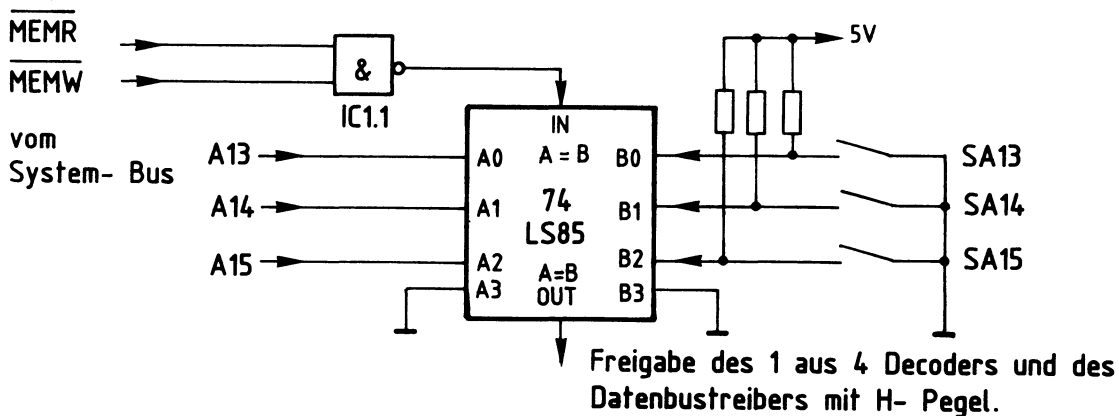 MEMR
MEMW
&
IC1.1
vom
System- Bus
5V
IN
A = B
74
LS85
A=B
OUT
A13
A14
A15
A0
A1
A2
A3
B0
B1
B2
B3
SA13
SA14
SA15
Freigabe des 1 aus 4 Decoders und des
Datenbustreibers mit H- Pegel.